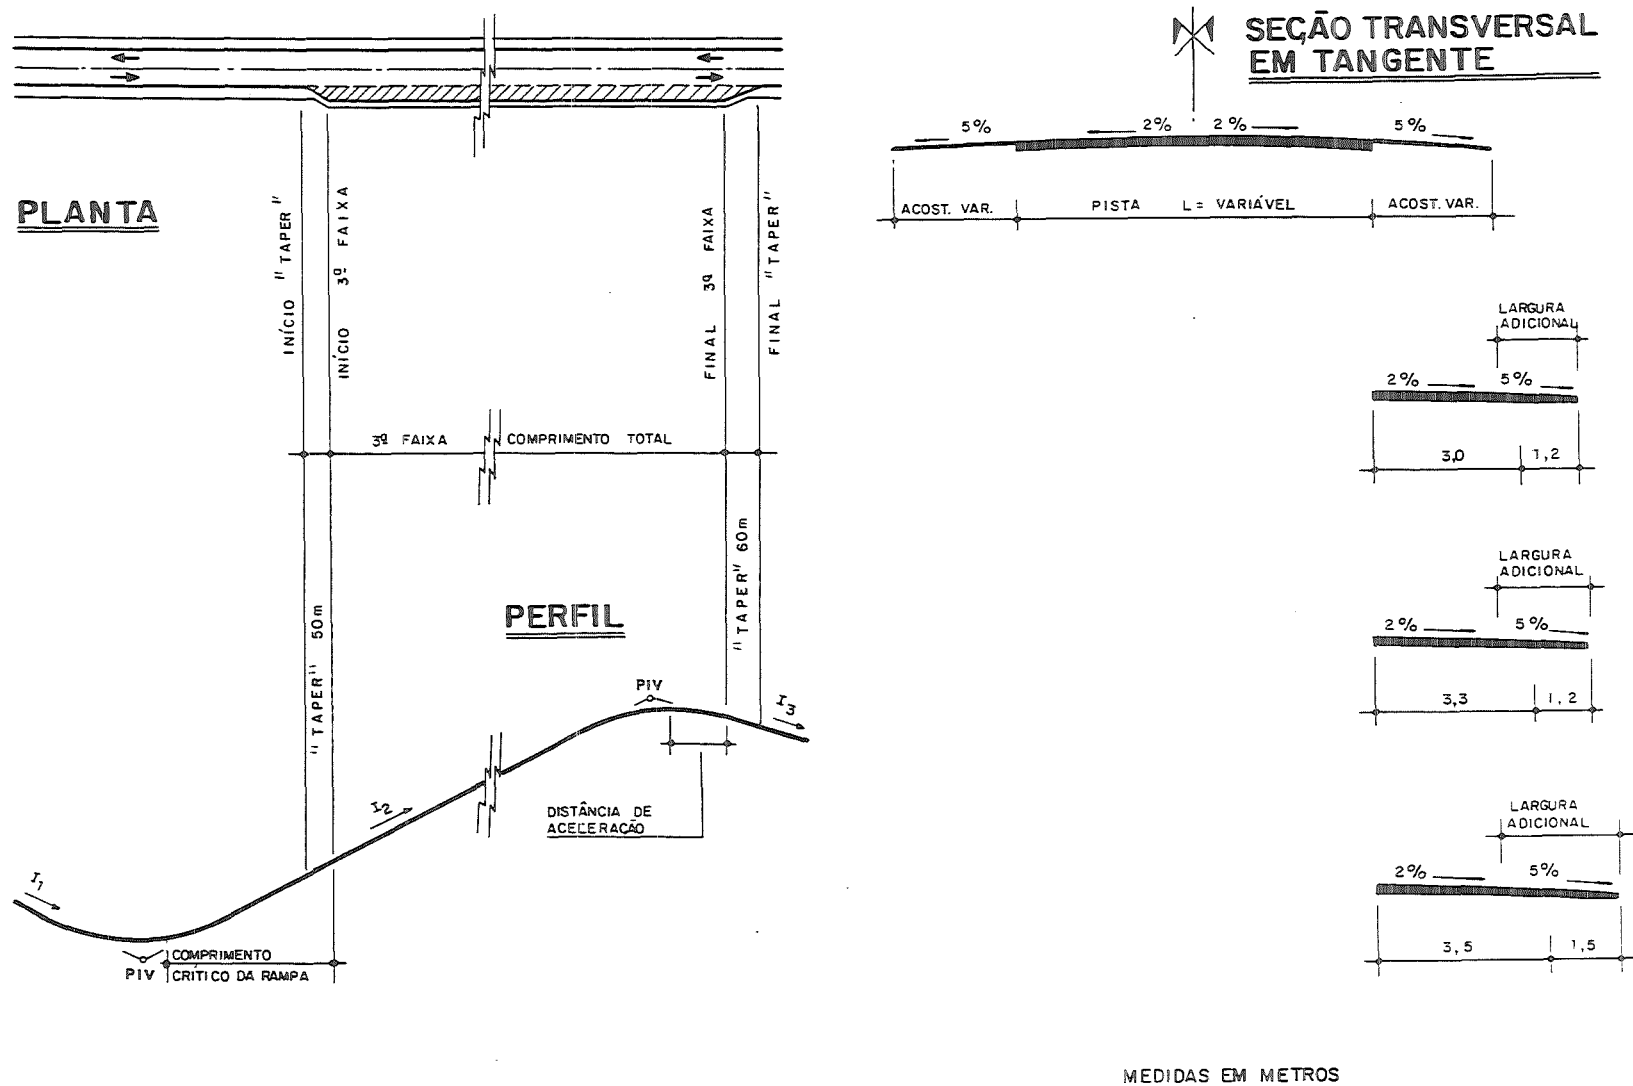 SEÇÃO TRANSVERSAL
EM TANGENTE
PLANTA
INÍCIO "TAPER"
INÍCIO 3ª FAIXA
FINAL 3ª FAIXA
FINAL "TAPER"
3ª FAIXA COMPRIMENTO TOTAL
"TAPER" 50m
"TAPER" 60m
PERFIL
PIV
I3
I2
DISTÂNCIA DE
ACELERAÇÃO
I1
PIV
COMPRIMENTO
CRÍTICO DA RAMPA
5% 2% 2% 5%
ACOST. VAR. PISTA L = VARIÁVEL ACOST. VAR.
LARGURA
ADICIONAL
2% 5%
3,0 1,2
LARGURA
ADICIONAL
2% 5%
3,3 1,2
LARGURA
ADICIONAL
2% 5%
3,5 1,5
MEDIDAS EM METROS